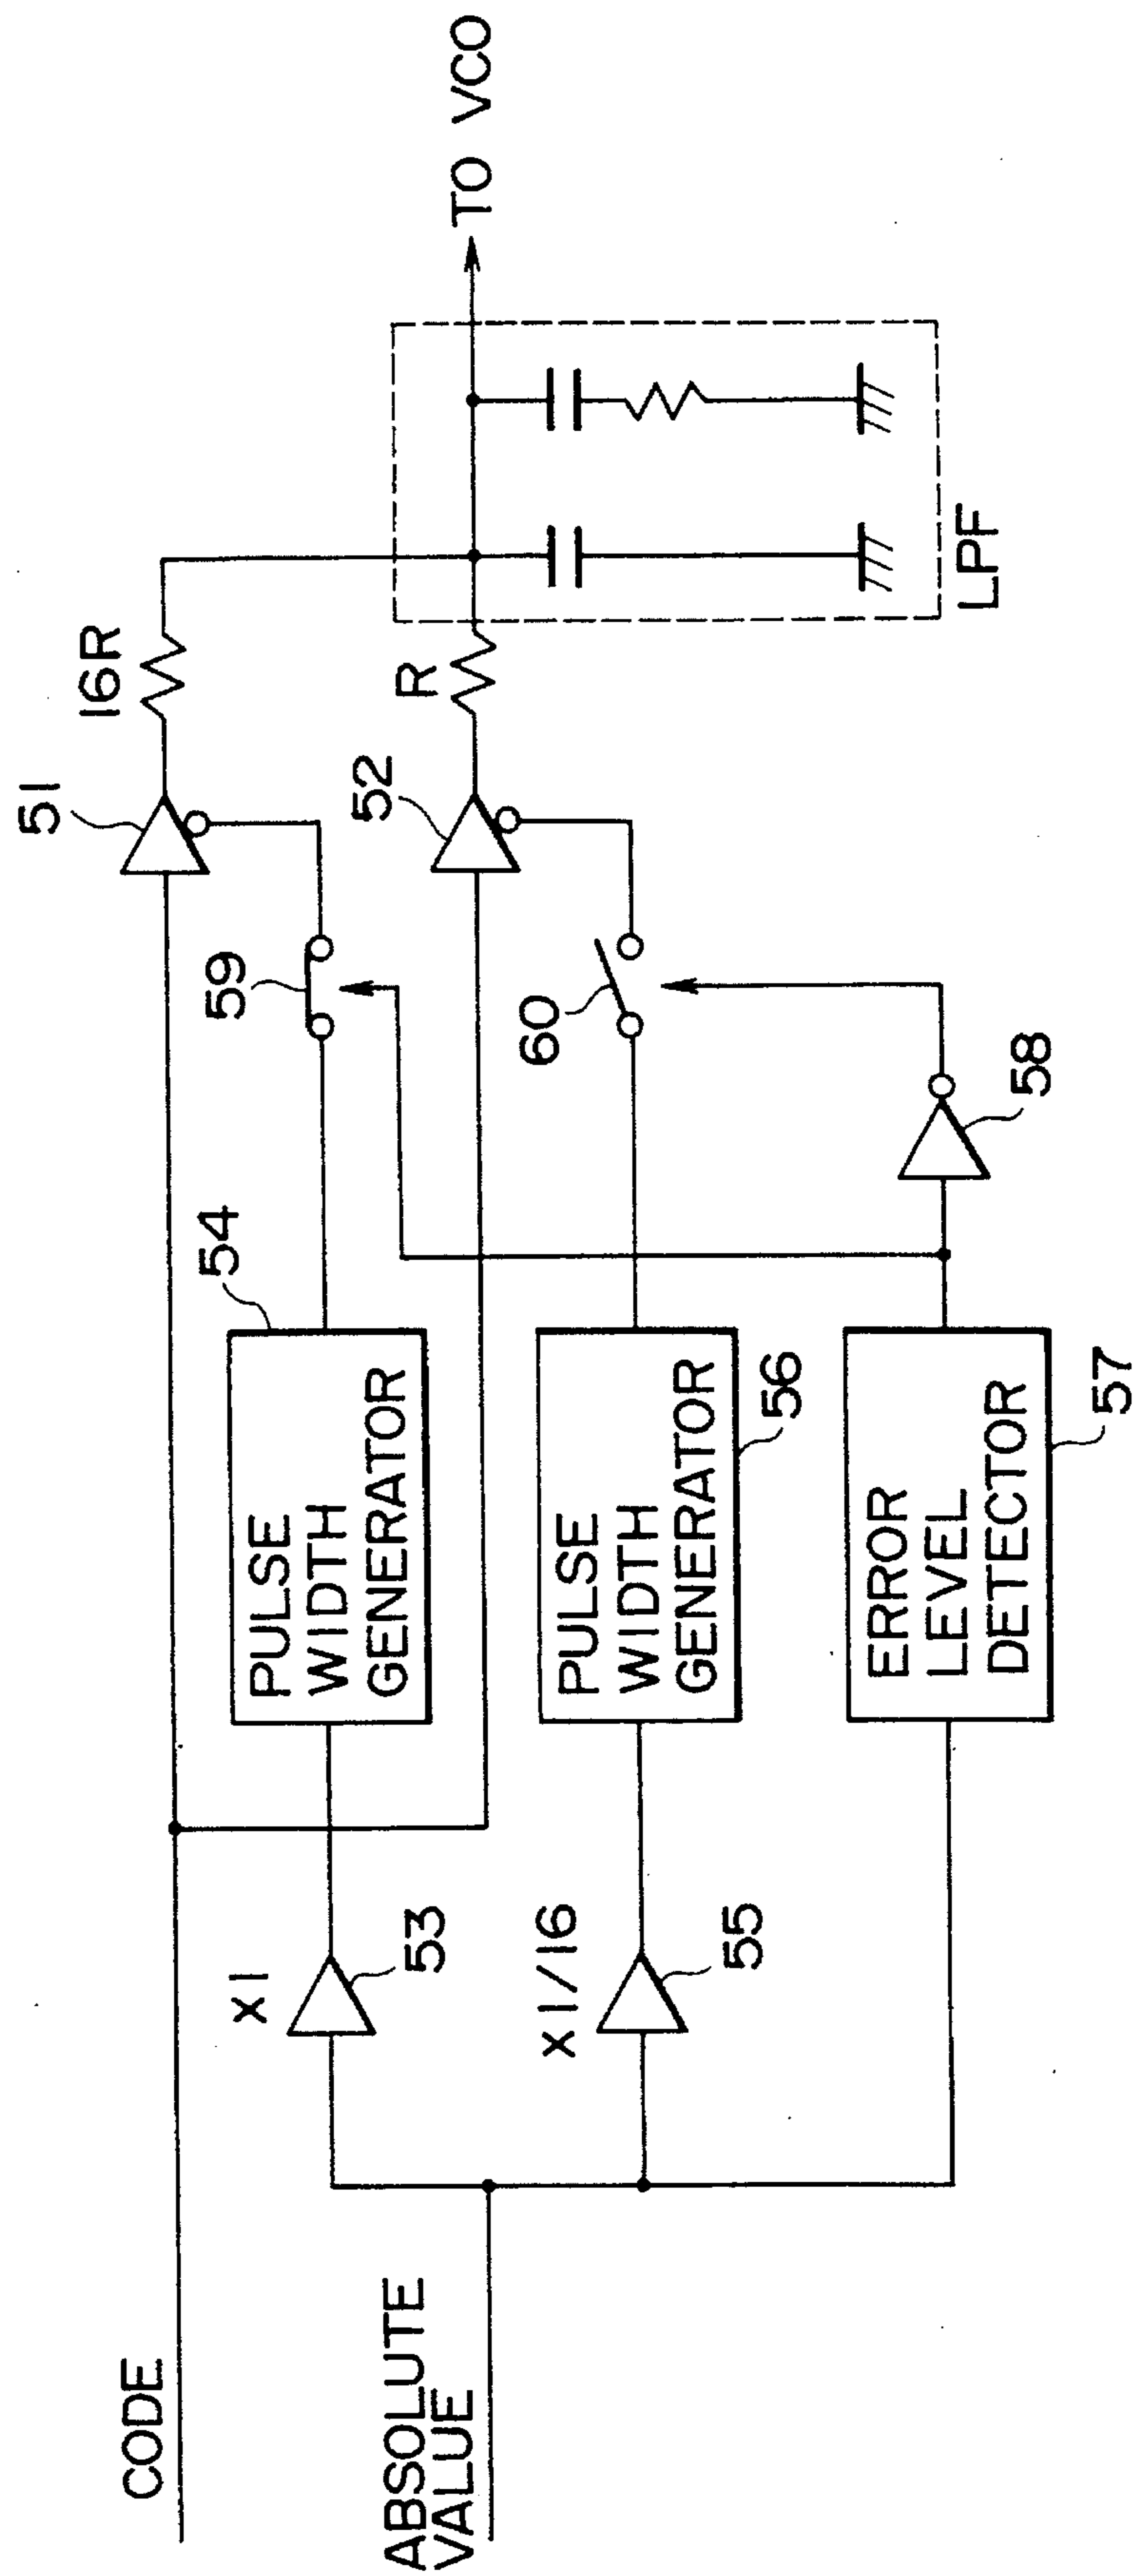 CODE
ABSOLUTE
VALUE
X1
53
X1/16
55
PULSE
WIDTH
GENERATOR
54
PULSE
WIDTH
GENERATOR
56
ERROR
LEVEL
DETECTOR
57
58
59
60
51
52
16R
R
LPF
TO VCO